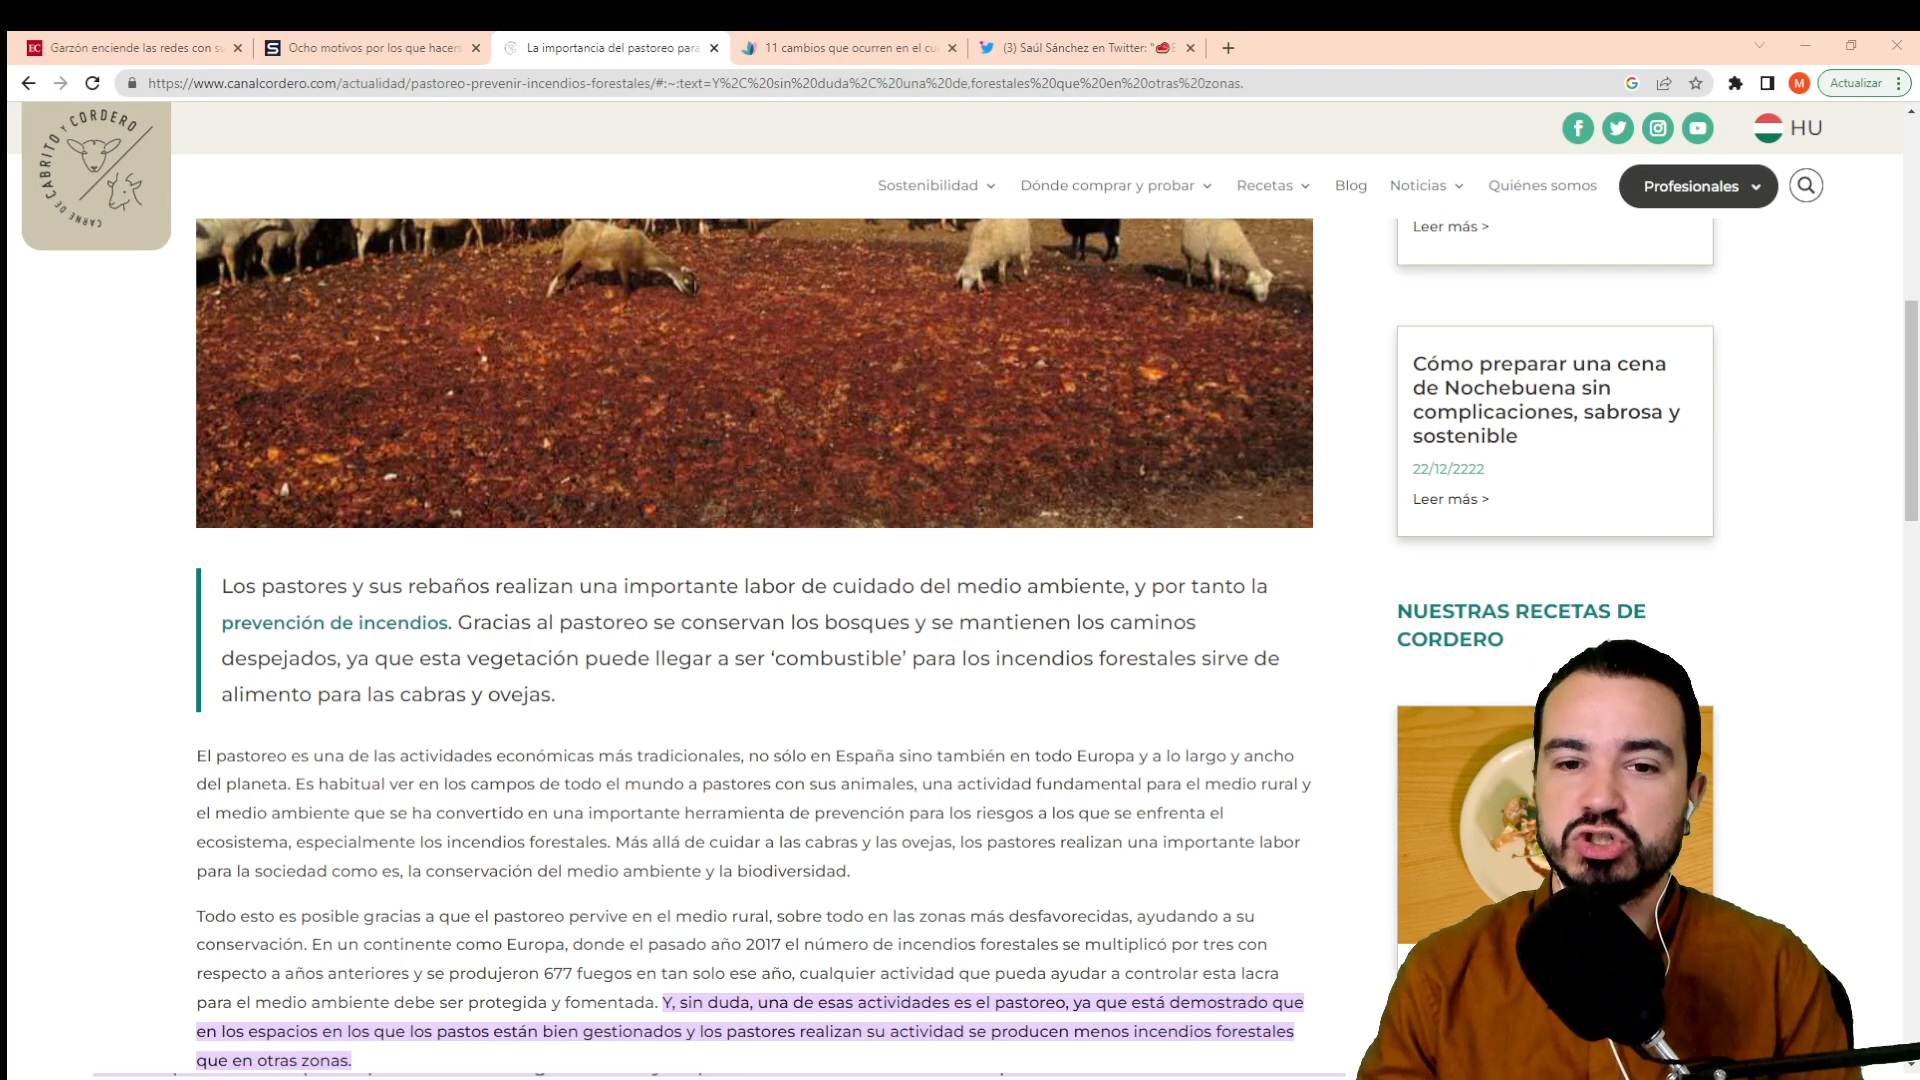 EC Garzón enciende las redes con s
S Ocho motivos por los que hacers
La importancia del pastoreo para
11 cambios que ocurren en el cu
(3) Saúl Sánchez en Twitter: "
https://www.canalcordero.com/actualidad/pastoreo-prevenir-incendios-forestales/#:~:text=Y%2C%20sin%20duda%2C%20una%20de,forestales%20que%20en%20otras%20zonas.
M
Actualizar
CARNE DE CABRITO Y CORDERO
HU
Sostenibilidad
Dónde comprar y probar
Recetas
Blog
Noticias
Quiénes somos
Profesionales
Leer más >
Cómo preparar una cena
de Nochebuena sin
complicaciones, sabrosa y
sostenible
22/12/2222
Leer más >
NUESTRAS RECETAS DE
CORDERO
Los pastores y sus rebaños realizan una importante labor de cuidado del medio ambiente, y por tanto la
prevención de incendios. Gracias al pastoreo se conservan los bosques y se mantienen los caminos
despejados, ya que esta vegetación puede llegar a ser ‘combustible’ para los incendios forestales sirve de
alimento para las cabras y ovejas.
El pastoreo es una de las actividades económicas más tradicionales, no sólo en España sino también en todo Europa y a lo largo y ancho
del planeta. Es habitual ver en los campos de todo el mundo a pastores con sus animales, una actividad fundamental para el medio rural y
el medio ambiente que se ha convertido en una importante herramienta de prevención para los riesgos a los que se enfrenta el
ecosistema, especialmente los incendios forestales. Más allá de cuidar a las cabras y las ovejas, los pastores realizan una importante labor
para la sociedad como es, la conservación del medio ambiente y la biodiversidad.
Todo esto es posible gracias a que el pastoreo pervive en el medio rural, sobre todo en las zonas más desfavorecidas, ayudando a su
conservación. En un continente como Europa, donde el pasado año 2017 el número de incendios forestales se multiplicó por tres con
respecto a años anteriores y se produjeron 677 fuegos en tan solo ese año, cualquier actividad que pueda ayudar a controlar esta lacra
para el medio ambiente debe ser protegida y fomentada. Y, sin duda, una de esas actividades es el pastoreo, ya que está demostrado que
en los espacios en los que los pastos están bien gestionados y los pastores realizan su actividad se producen menos incendios forestales
que en otras zonas.